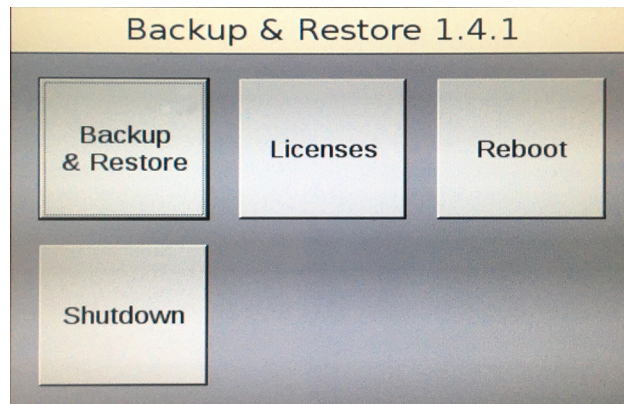 Backup & Restore 1.4.1
Backup
& Restore
Licenses
Reboot
Shutdown